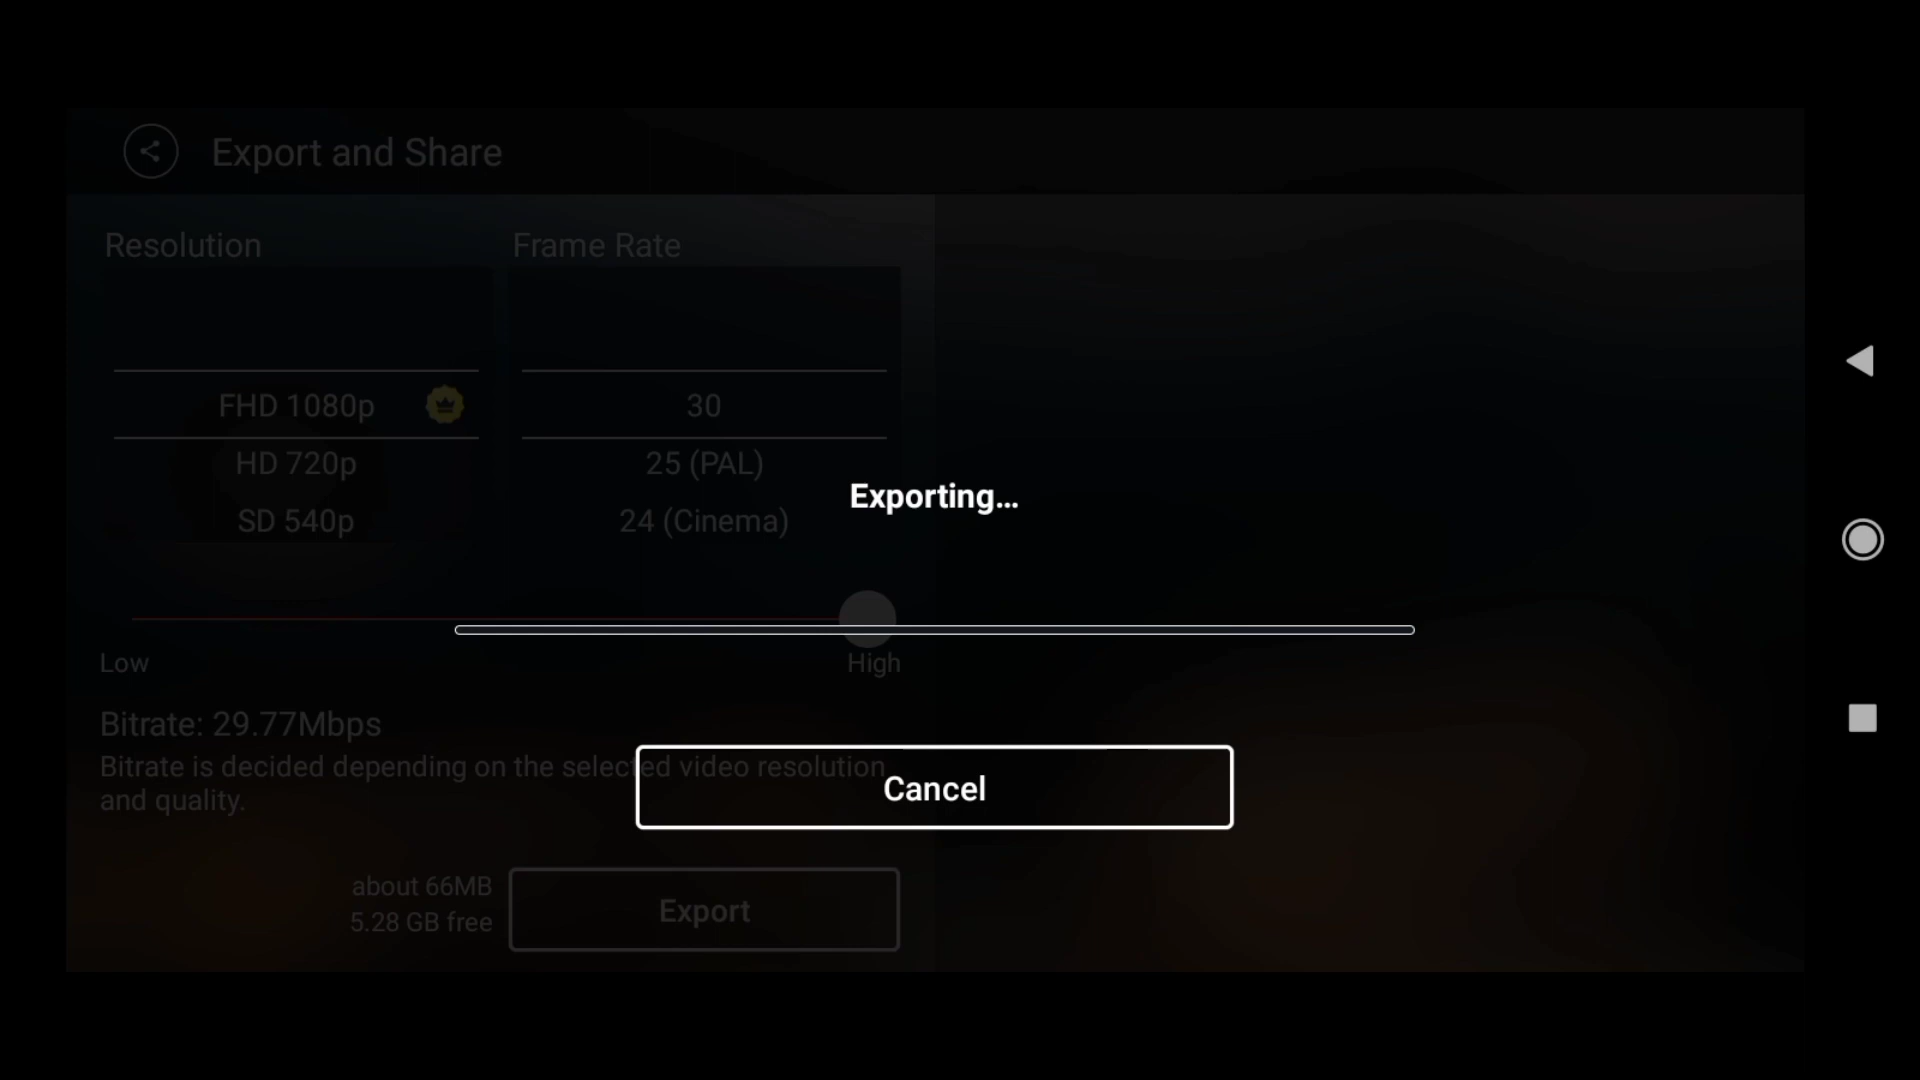 Export and Share
Resolution
Frame Rate
FHD 1080p
30
HD 720p
25 (PAL)
SD 540p
24 (Cinema)
Exporting...
Low
High
Bitrate: 29.77Mbps
Bitrate is decided depending on the selected video resolution
and quality.
Cancel
about 66MB
5.28 GB free
Export